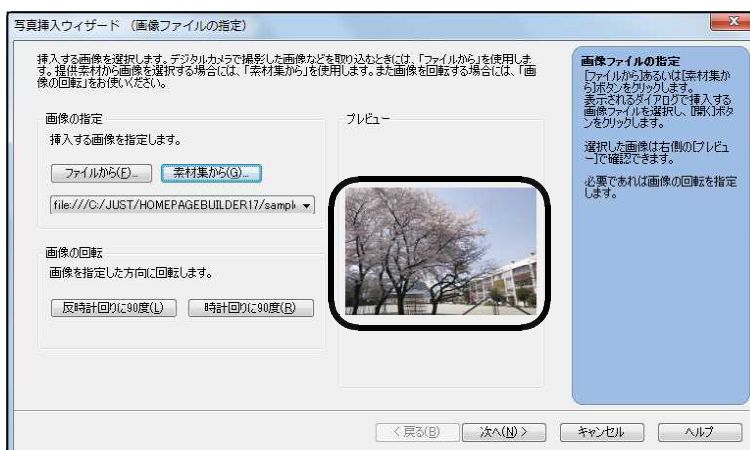 写真挿入ウィザード （画像ファイルの指定）
挿入する画像を選択します。デジタルカメラで撮影した画像などを取り込むときには、「ファイルから」を使用しま
す。提供素材から画像を選択する場合には、「素材集から」を使用します。また画像を回転する場合には、「画
像の回転」をお使いください。
画像の指定
挿入する画像を指定します。
ファイルから(F)...
素材集から(G)...
file:///C:/JUST/HOMEPAGEBUILDER17/sampl
画像の回転
画像を指定した方向に回転します。
反時計回りに90度(L)
時計回りに90度(R)
プレビュー
画像ファイルの指定
[ファイルから]あるいは[素材集か
ら]ボタンをクリックします。
表示されるダイアログで挿入する
画像ファイルを選択し、[開く]ボタ
ンをクリックします。
選択した画像は右側の[プレビュ
ー]で確認できます。
必要であれば画像の回転を指定
します。
< 戻る(B)
次へ(N) >
キャンセル
ヘルプ